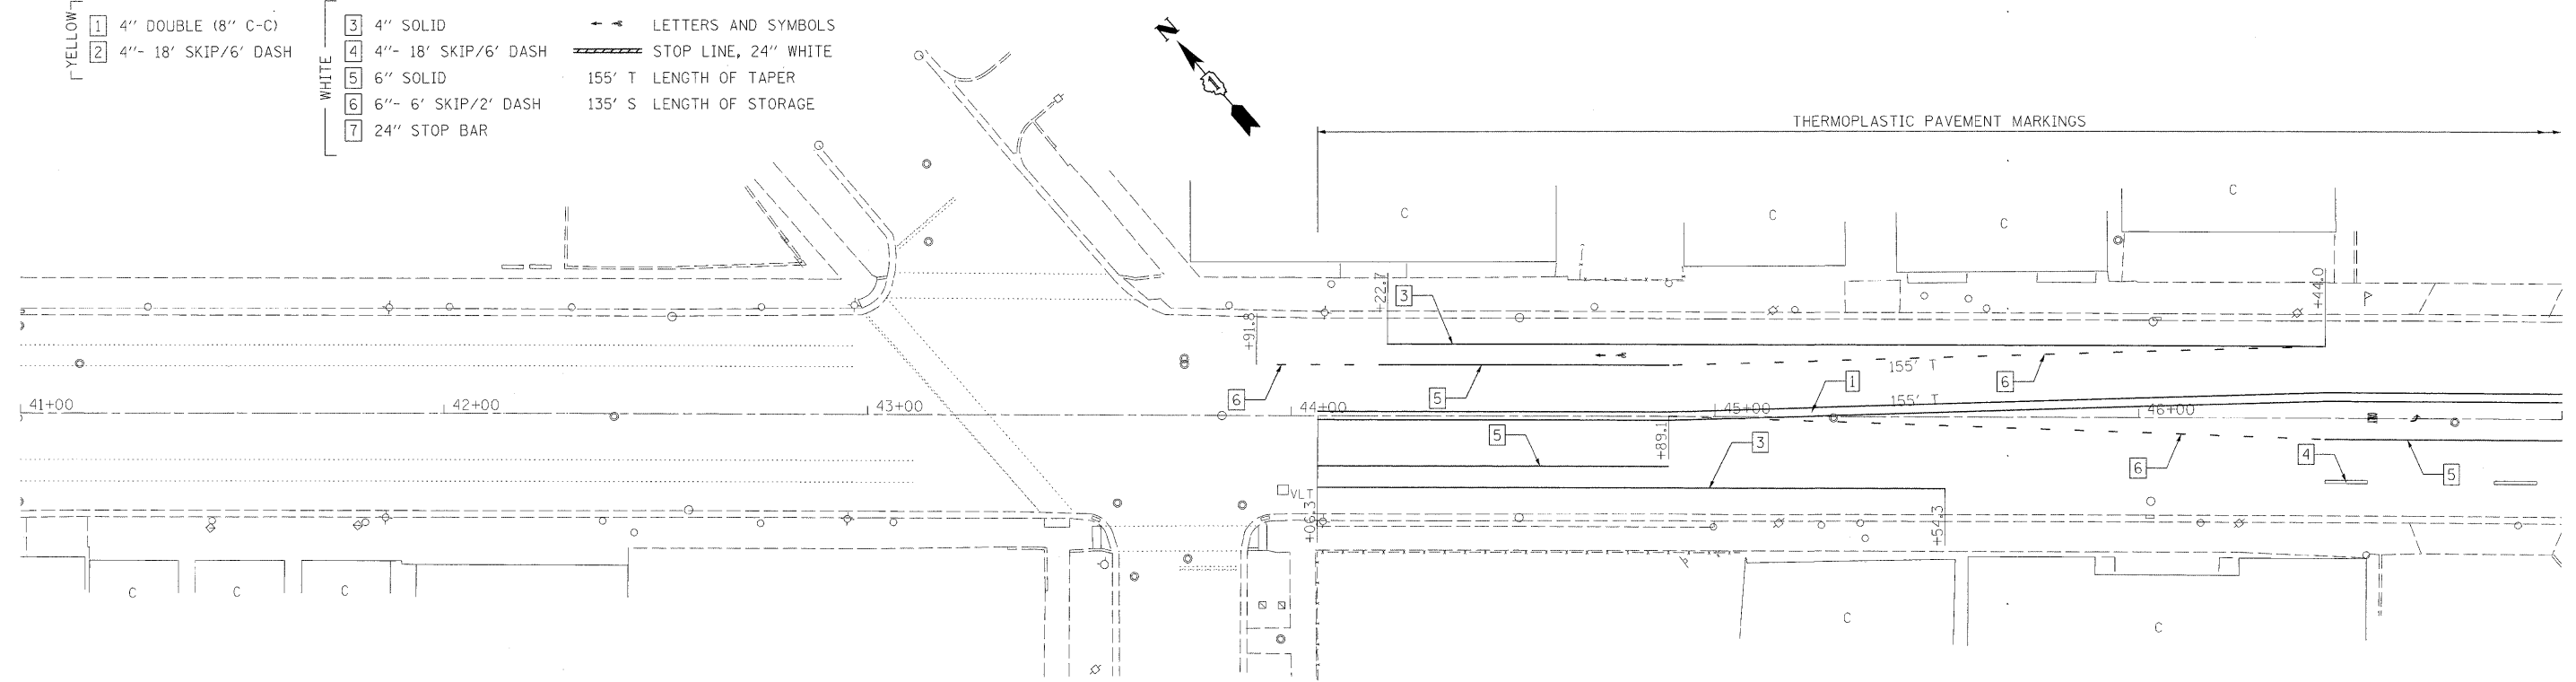 YELLOW
1 4" DOUBLE (8" C-C)
2 4"- 18' SKIP/6' DASH
WHITE
3 4" SOLID
4 4"- 18' SKIP/6' DASH
5 6" SOLID
6 6"- 6' SKIP/2' DASH
7 24" STOP BAR
LETTERS AND SYMBOLS
STOP LINE, 24" WHITE
155' T LENGTH OF TAPER
135' S LENGTH OF STORAGE
N
1
THERMOPLASTIC PAVEMENT MARKINGS
C
C
C
C
+91.8
+22.7
3
+44.0
P
6
5
155' T
6
1
41+00
42+00
43+00
44+00
45+00
155' T
46+00
5
+89.1
3
6
4
5
VLT
+06.3
+54.3
C
C
C
C
C